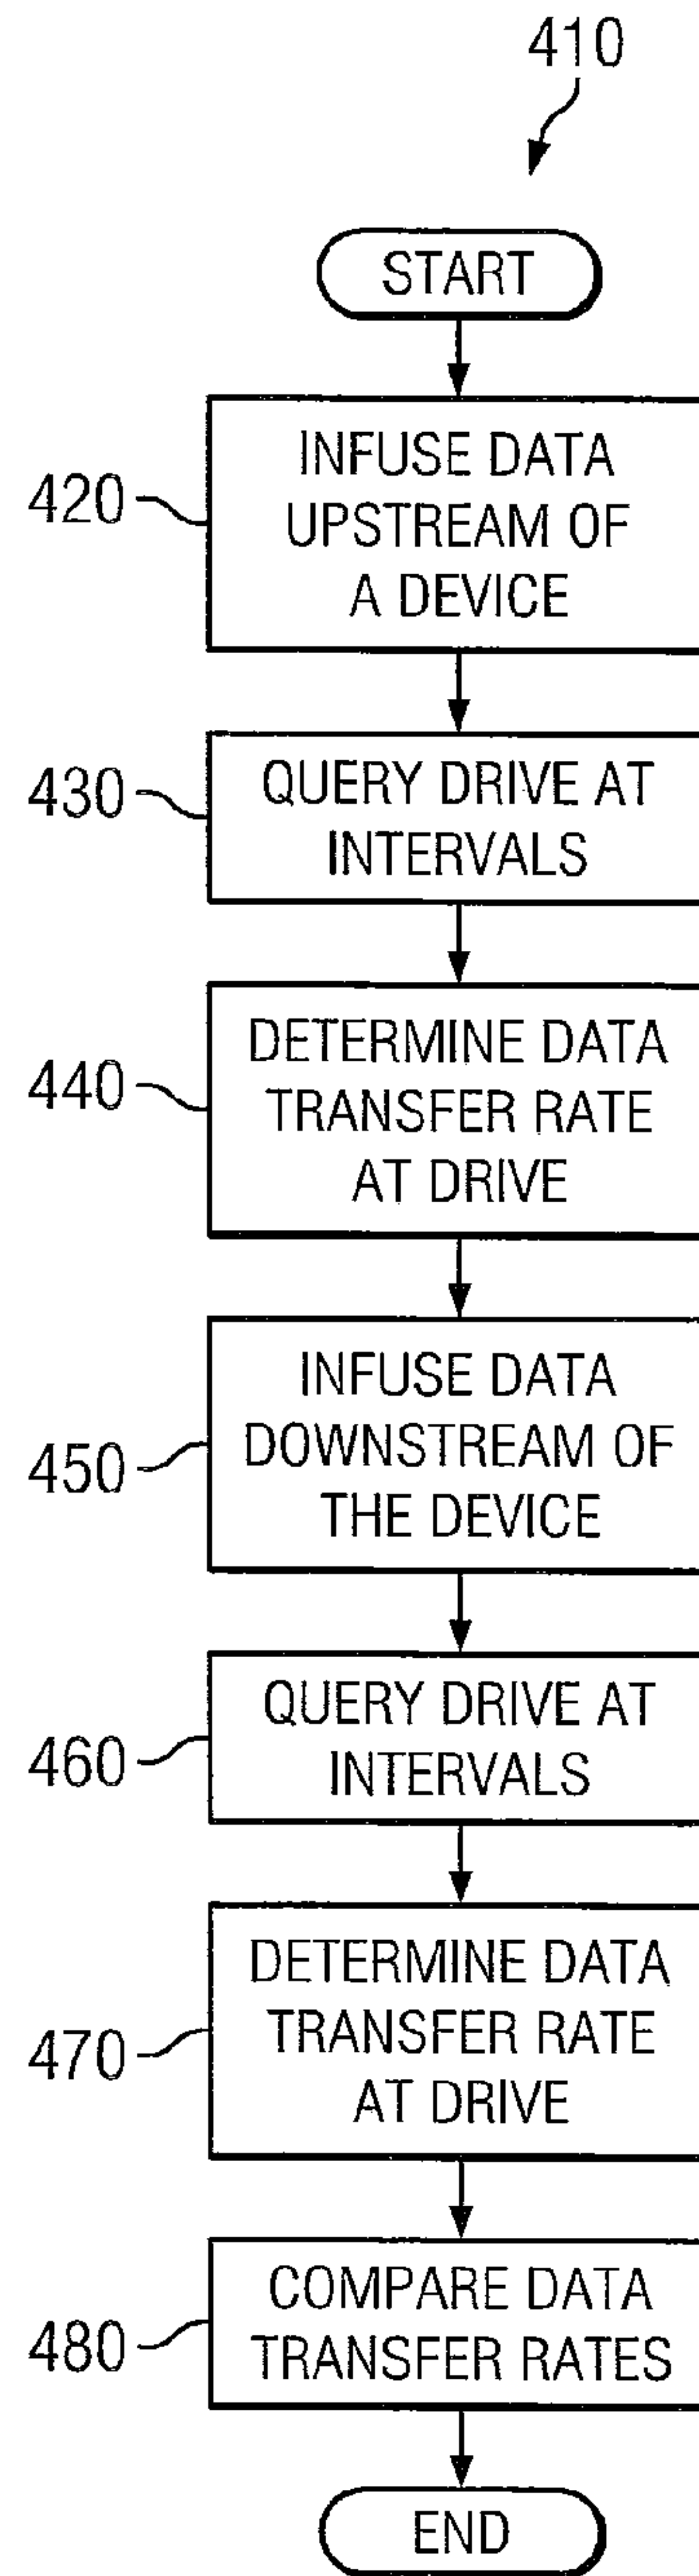 410
START
420
INFUSE DATA
UPSTREAM OF
A DEVICE
430
QUERY DRIVE AT
INTERVALS
440
DETERMINE DATA
TRANSFER RATE
AT DRIVE
450
INFUSE DATA
DOWNSTREAM OF
THE DEVICE
460
QUERY DRIVE AT
INTERVALS
470
DETERMINE DATA
TRANSFER RATE
AT DRIVE
480
COMPARE DATA
TRANSFER RATES
END